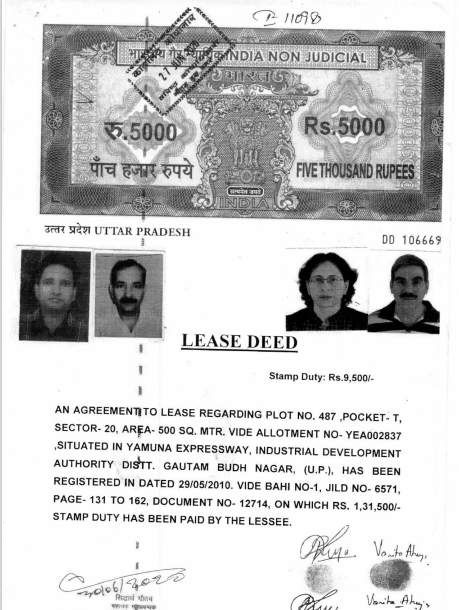 P 11098
भारतीय गैर न्यायिक INDIA NON JUDICIAL
भारत
27 JUN 2011
रु.5000
Rs.5000
पाँच हजार रुपये
FIVE THOUSAND RUPEES
सत्यमेव जयते
INDIA
उत्तर प्रदेश UTTAR PRADESH
DD 106669
LEASE DEED
Stamp Duty: Rs.9,500/-
AN AGREEMENT TO LEASE REGARDING PLOT NO. 487 ,POCKET- T,
SECTOR- 20, AREA- 500 SQ. MTR. VIDE ALLOTMENT NO- YEA002837
,SITUATED IN YAMUNA EXPRESSWAY, INDUSTRIAL DEVELOPMENT
AUTHORITY DISTT. GAUTAM BUDH NAGAR, (U.P.), HAS BEEN
REGISTERED IN DATED 29/05/2010. VIDE BAHI NO-1, JILD NO- 6571,
PAGE- 131 TO 162, DOCUMENT NO- 12714, ON WHICH RS. 1,31,500/-
STAMP DUTY HAS BEEN PAID BY THE LESSEE.
Vanita Ahuja
सिद्धार्थ गौतम
Vanita Ahuja